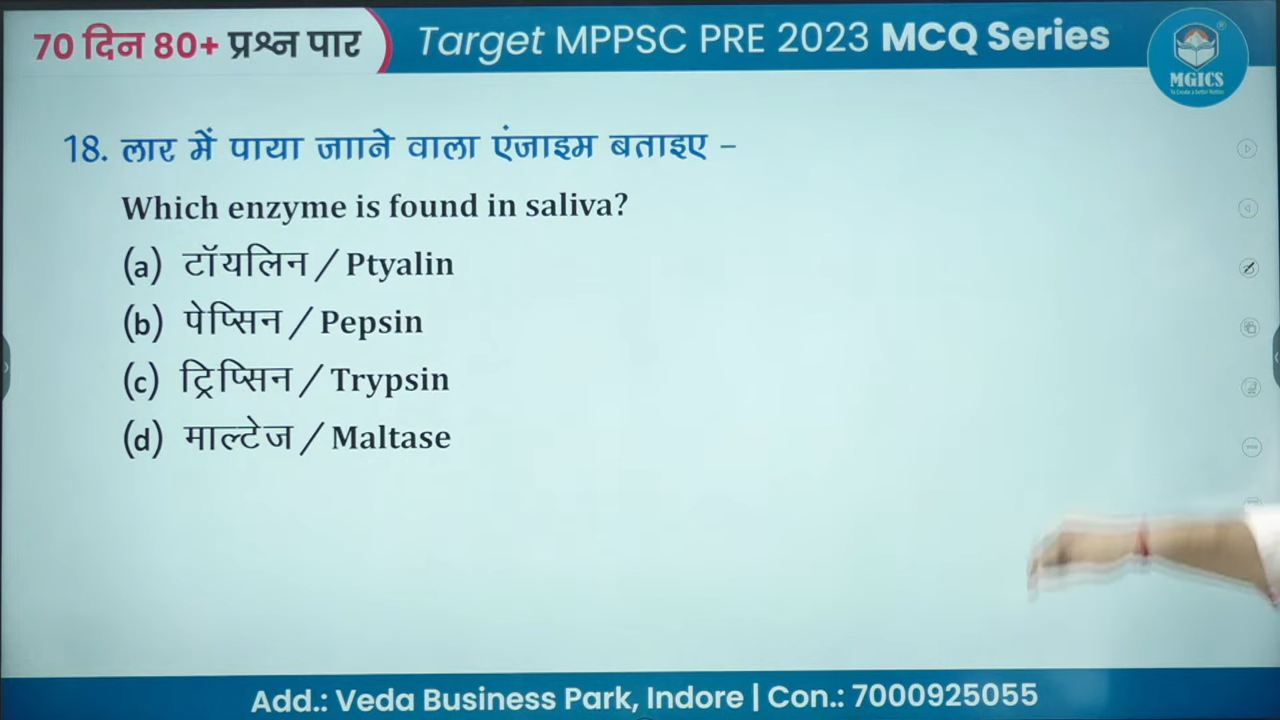 70 दिन 80+ प्रश्न पार
Target MPPSC PRE 2023 MCQ Series
MGICS
18. लार में पाया जााने वाला एंजाइम बताइए –
Which enzyme is found in saliva?
(a) टॉयलिन / Ptyalin
(b) पेप्सिन / Pepsin
(c) ट्रिप्सिन / Trypsin
(d) माल्टेज / Maltase
Add.: Veda Business Park, Indore | Con.: 7000925055